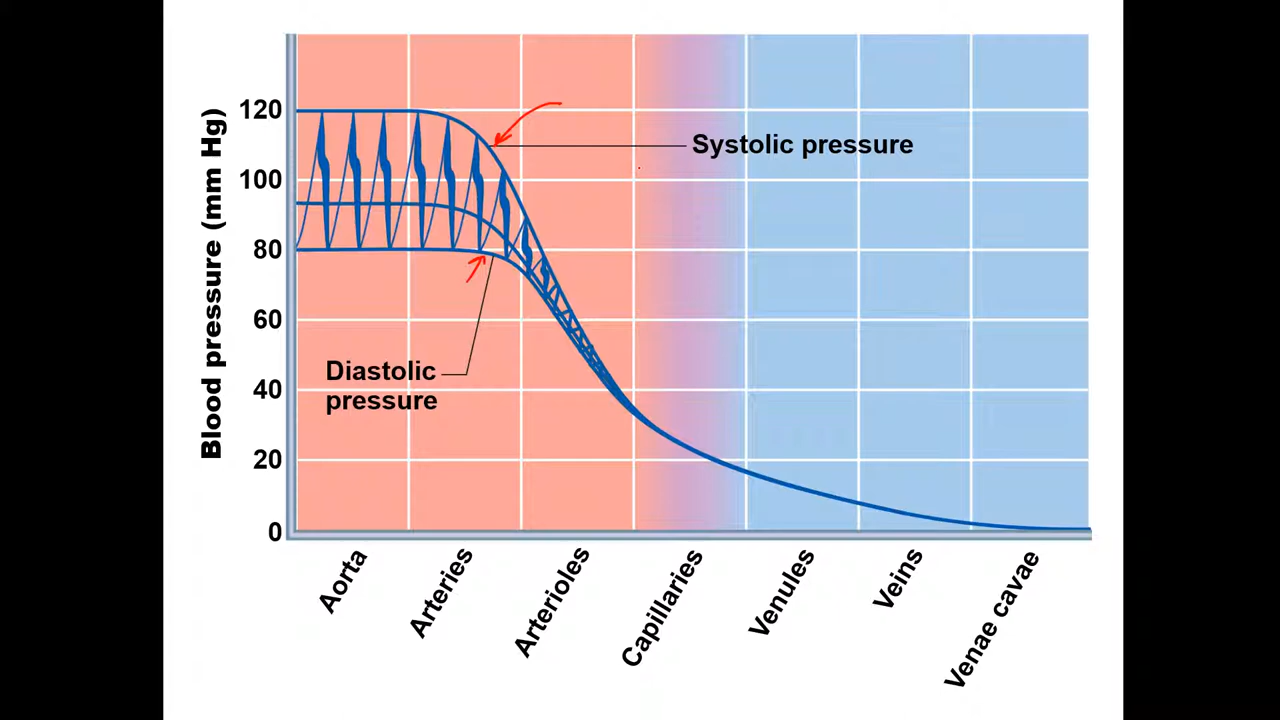 Blood pressure (mm Hg)
120
100
80
60
40
20
0
Systolic pressure
Diastolic
pressure
Aorta
Arteries
Arterioles
Capillaries
Venules
Veins
Venae cavae